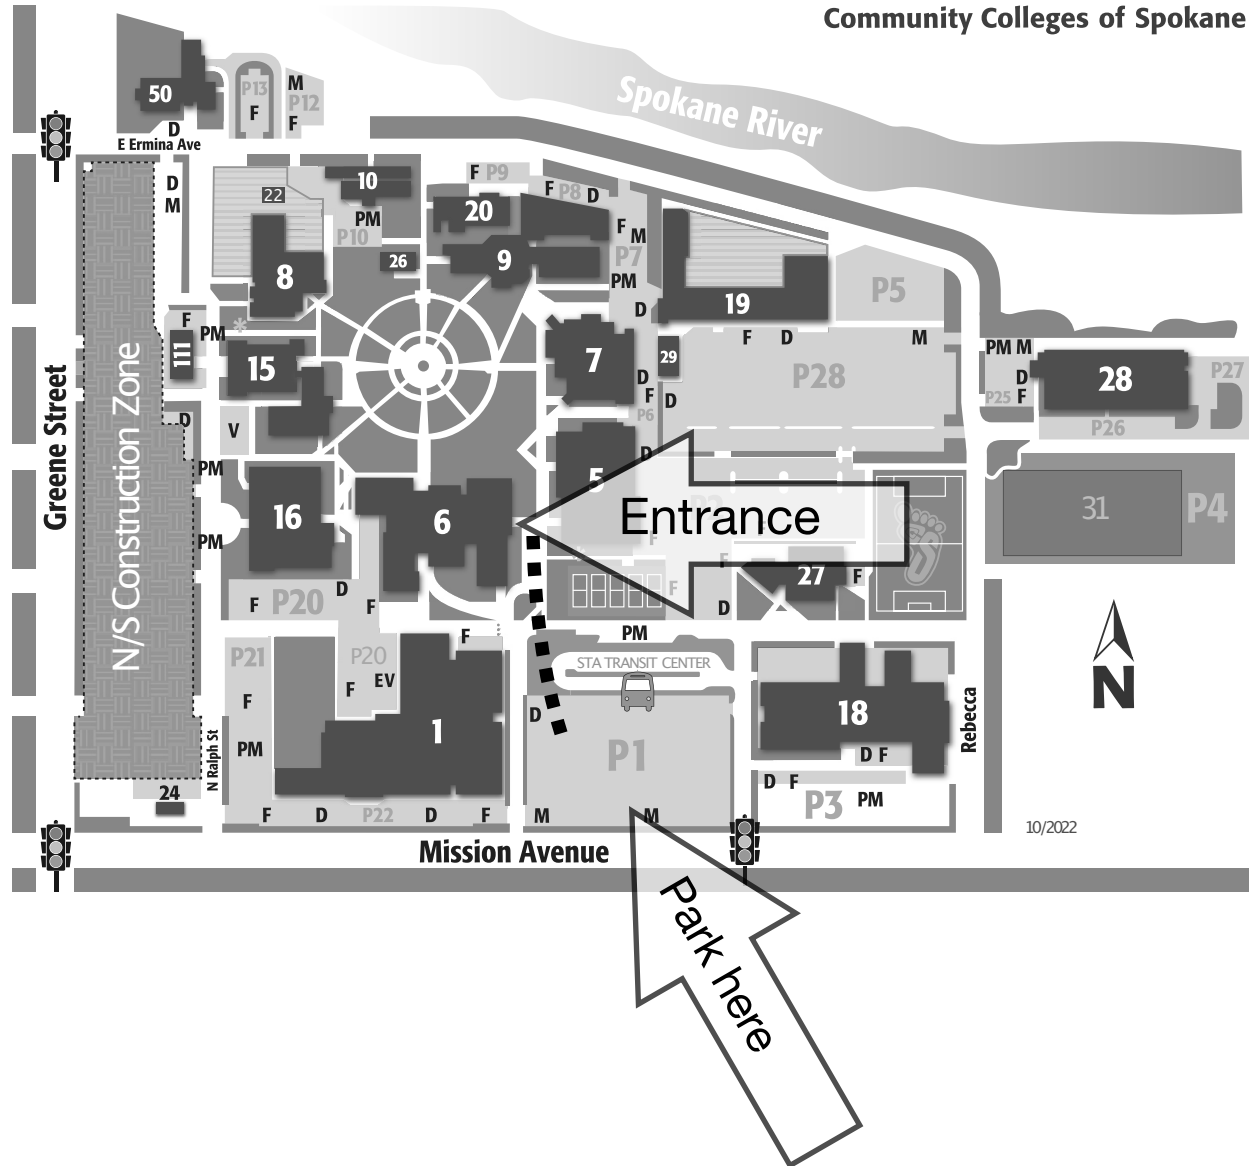 Community Colleges of Spokane
Spokane River
50
P13
F
M
P12
F
D
E Ermina Ave
D
M
22
10
PM
P10
F P9
F P8 D
20
F
M
P7
PM
D
9
26
8
19
P5
F
PM
*
111
15
7
29
F
D
M
P28
D
F
P6
D
D
PM M
D
P25 F
28
P27
P26
Greene Street
N/S Construction Zone
D
V
PM
16
PM
6
5
Entrance
P2
F
F
F
D
27
F
31
P4
F
P20
D
F
F
PM
STA TRANSIT CENTER
P21
F
PM
P20
F
EV
1
D
P1
18
D F
D F
P3
PM
Rebecca
N
N Ralph St
24
F
D
P22
D
F
M
M
10/2022
Mission Avenue
Park here